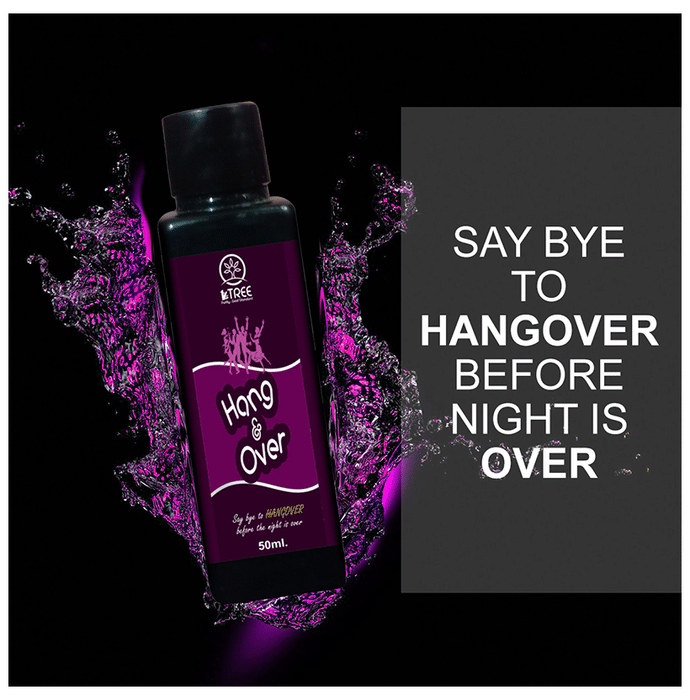 TREE
Hang
&
Over
Say bye to HANGOVER
before the night is over
50ml.
SAY BYE
TO
HANGOVER
BEFORE
NIGHT IS
OVER